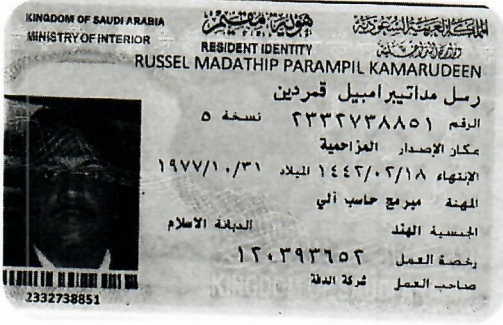 KINGDOM OF SAUDI ARABIA
MINISTRY OF INTERIOR
هوية مقيم
RESIDENT IDENTITY
المملكة العربية السعودية
وزارة الداخلية
RUSSEL MADATHIP PARAMPIL KAMARUDEEN
رسل مداتيبرامبيل قمردين
الرقم ٢٣٣٢٧٣٨٨٥١ نسخة ٥
مكان الإصدار المزاحمية
الإنتهاء ١٤٤٢/٠٢/١٨ الميلاد ١٩٧٧/١٠/٣١
المهنة مبرمج حاسب آلي
الجنسية الهند الديانة الاسلام
رخصة العمل ١٢٠٣٩٣٦٥٢
صاحب العمل شركة الدقة
2332738851